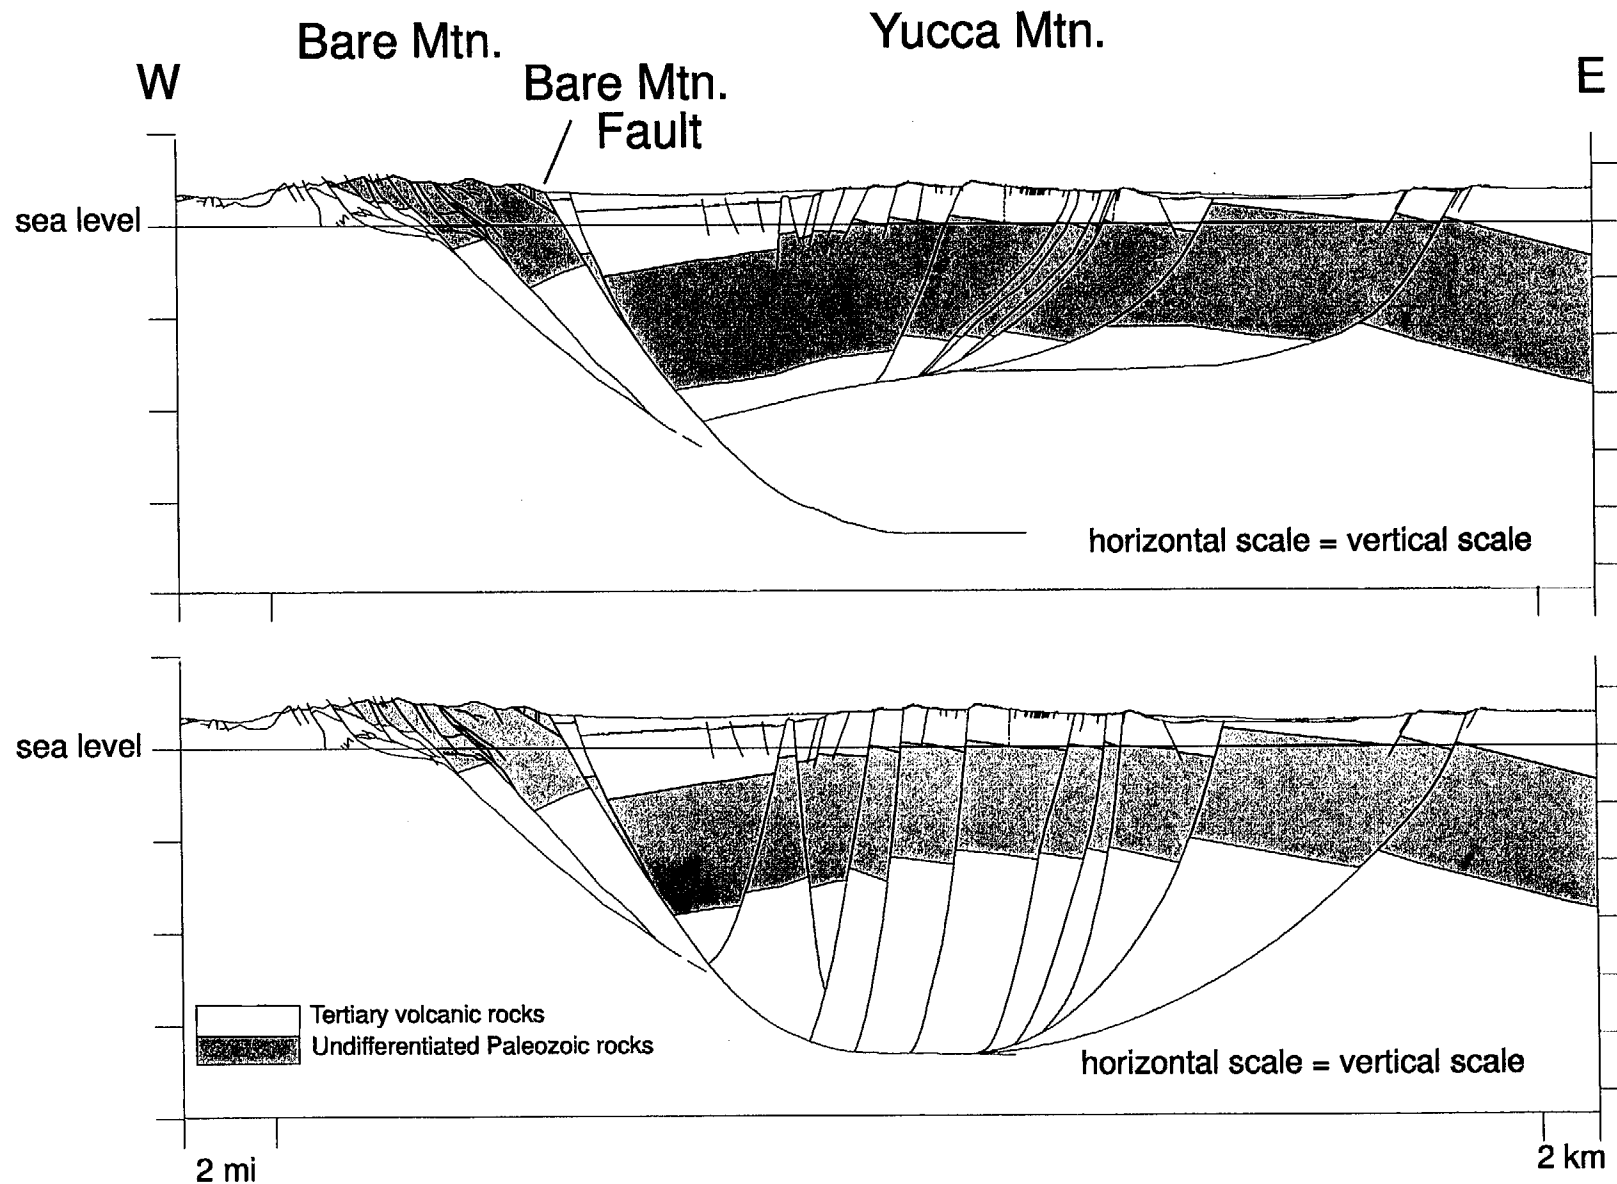 Bare Mtn.
Yucca Mtn.
W
Bare Mtn.
Fault
E
sea level
horizontal scale = vertical scale
sea level
Tertiary volcanic rocks
Undifferentiated Paleozoic rocks
horizontal scale = vertical scale
2 mi
2 km